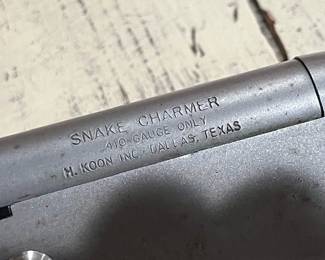 SNAKE CHARMER
.410 GAUGE ONLY
H. KOON INC. DALLAS, TEXAS